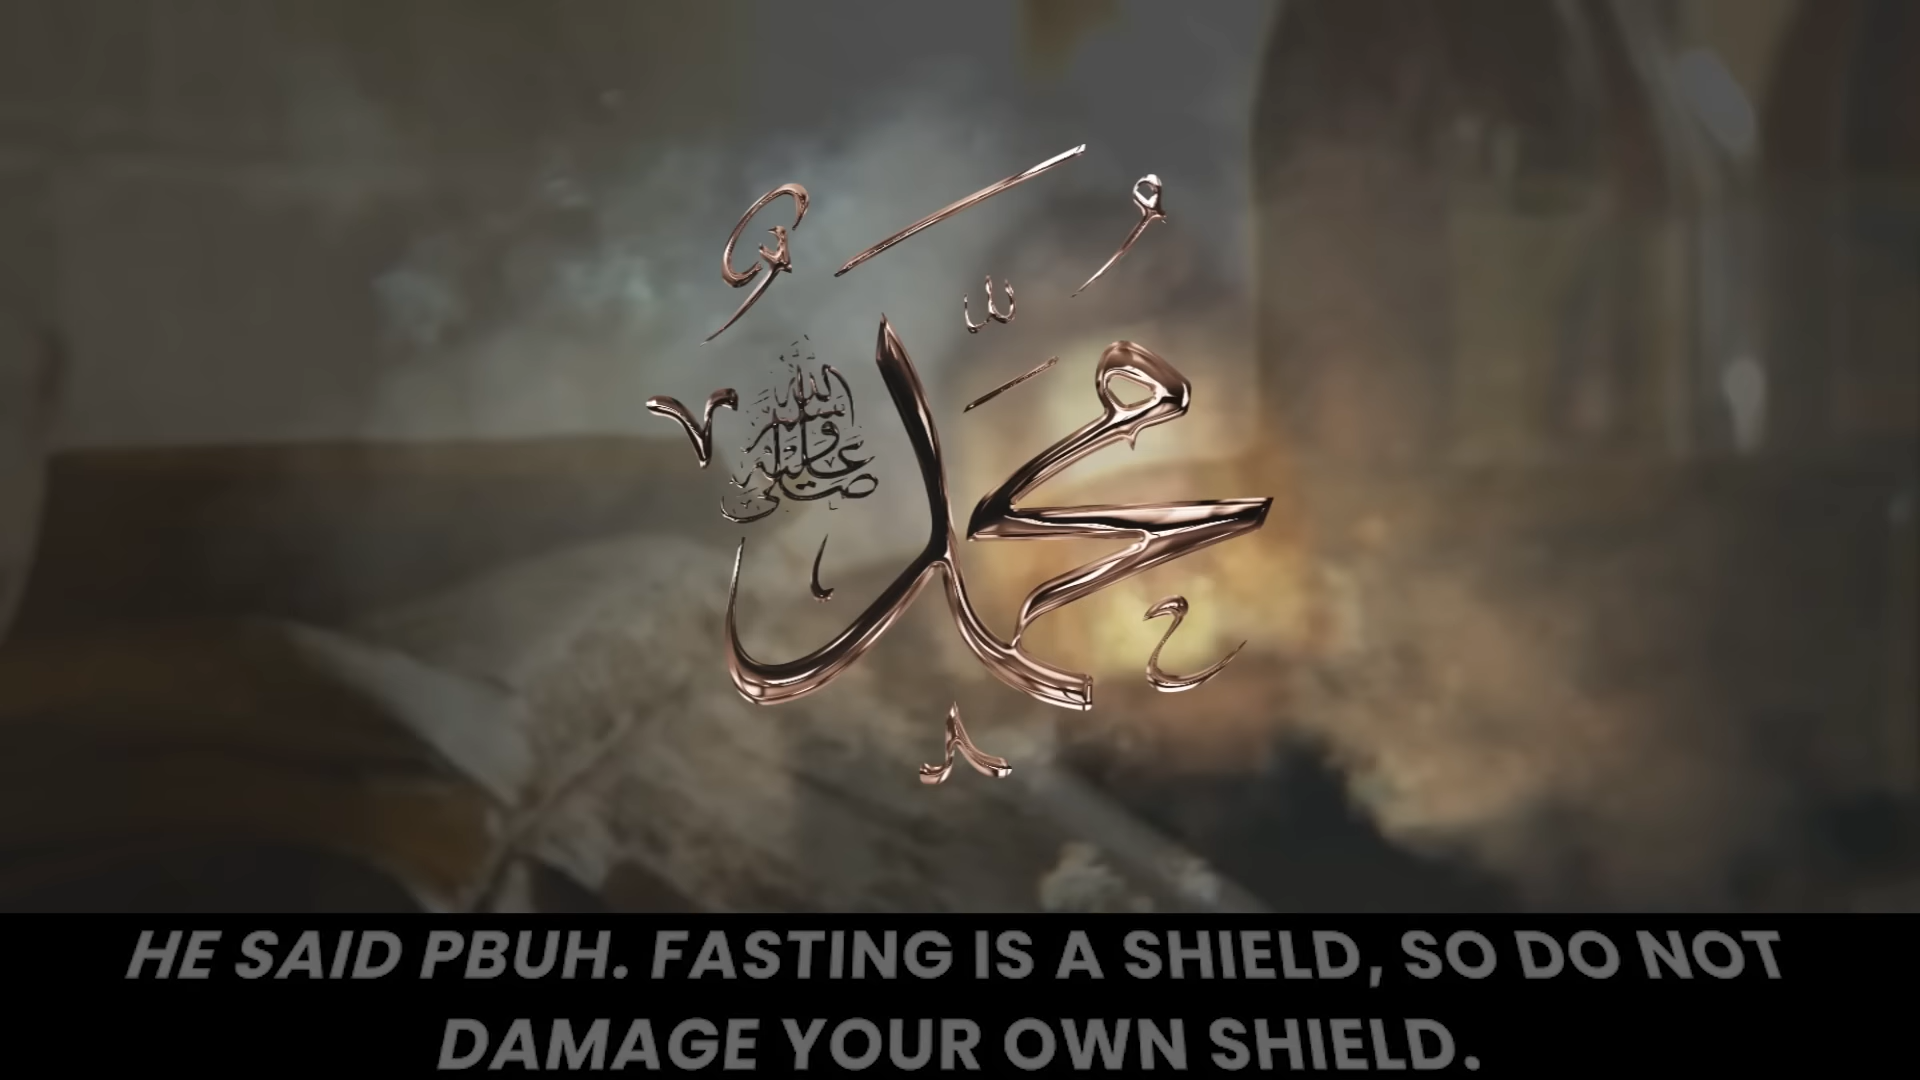 محمد
صلى الله عليه وسلم
HE SAID PBUH. FASTING IS A SHIELD, SO DO NOT
DAMAGE YOUR OWN SHIELD.